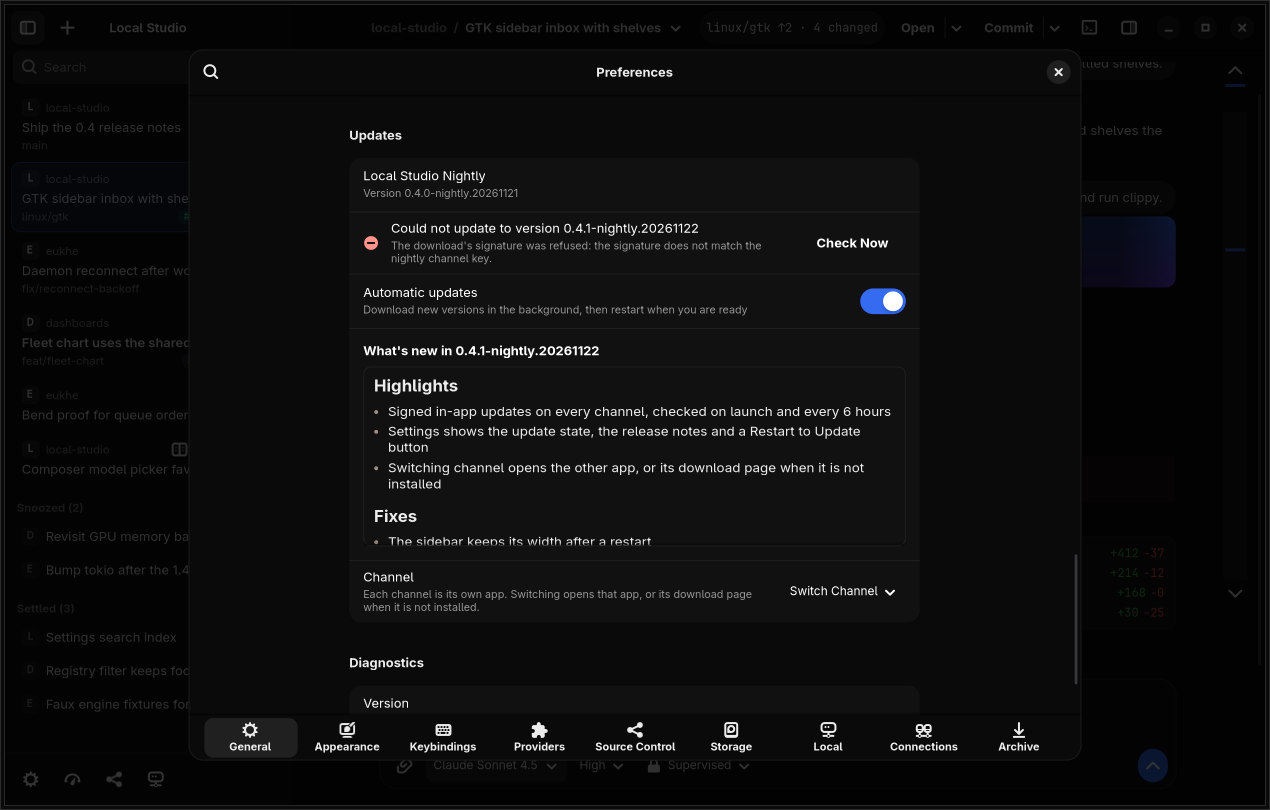 Local Studio
local-studio / GTK sidebar inbox with shelves
linux/gtk ↑2 · 4 changed
Open
Commit
Search
L local-studio
Ship the 0.4 release notes
main
L local-studio
GTK sidebar inbox with she
linux/gtk
E eukhe
Daemon reconnect after wo
fix/reconnect-backoff
D dashboards
Fleet chart uses the shared
feat/fleet-chart
E eukhe
Bend proof for queue order
L local-studio
Composer model picker fav
Snoozed (2)
D Revisit GPU memory ba
E Bump tokio after the 1.4
Settled (3)
L Settings search index
D Registry filter keeps foc
E Faux engine fixtures for
Preferences
Updates
Local Studio Nightly
Version 0.4.0-nightly.20261121
Could not update to version 0.4.1-nightly.20261122
The download's signature was refused: the signature does not match the
nightly channel key.
Check Now
Automatic updates
Download new versions in the background, then restart when you are ready
What's new in 0.4.1-nightly.20261122
Highlights
• Signed in-app updates on every channel, checked on launch and every 6 hours
• Settings shows the update state, the release notes and a Restart to Update
button
• Switching channel opens the other app, or its download page when it is not
installed
Fixes
• The sidebar keeps its width after a restart
Channel
Each channel is its own app. Switching opens that app, or its download page
when it is not installed.
Switch Channel
Diagnostics
Version
General
Appearance
Keybindings
Providers
Source Control
Storage
Local
Connections
Archive
shelves.
d shelves the
nd run clippy.
+412 -37
+214 -12
+168 -0
+30 -25
Claude Sonnet 4.5
High
Supervised